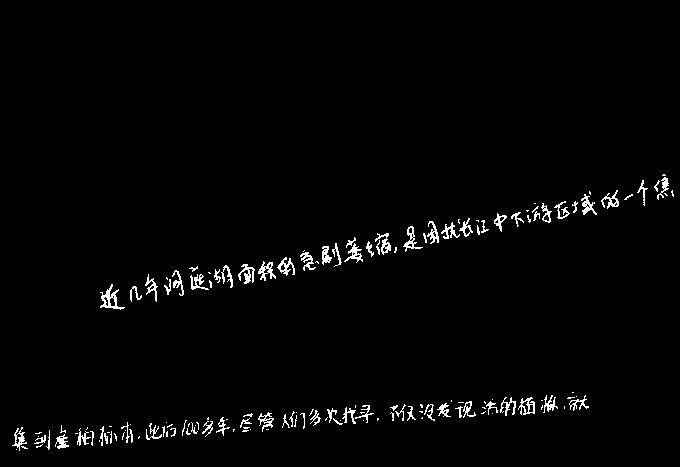 近几年洞庭湖面积的急剧萎缩,是困扰长江中下游区域的一个焦
集到崖柏标本.此后100多年,尽管人们多次找寻,不仅没发现活的植株,就